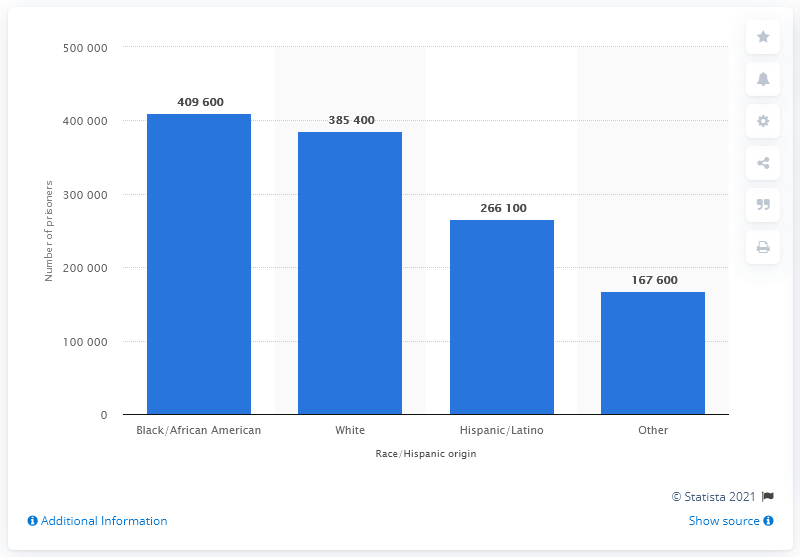 500 000
400 000
300 000
200 000
100 000
0
Number of prisoners
409 600
385 400
266 100
167 600
Black/African American
White
Hispanic/Latino
Other
Race/Hispanic origin
© Statista 2021
Additional Information
Show source